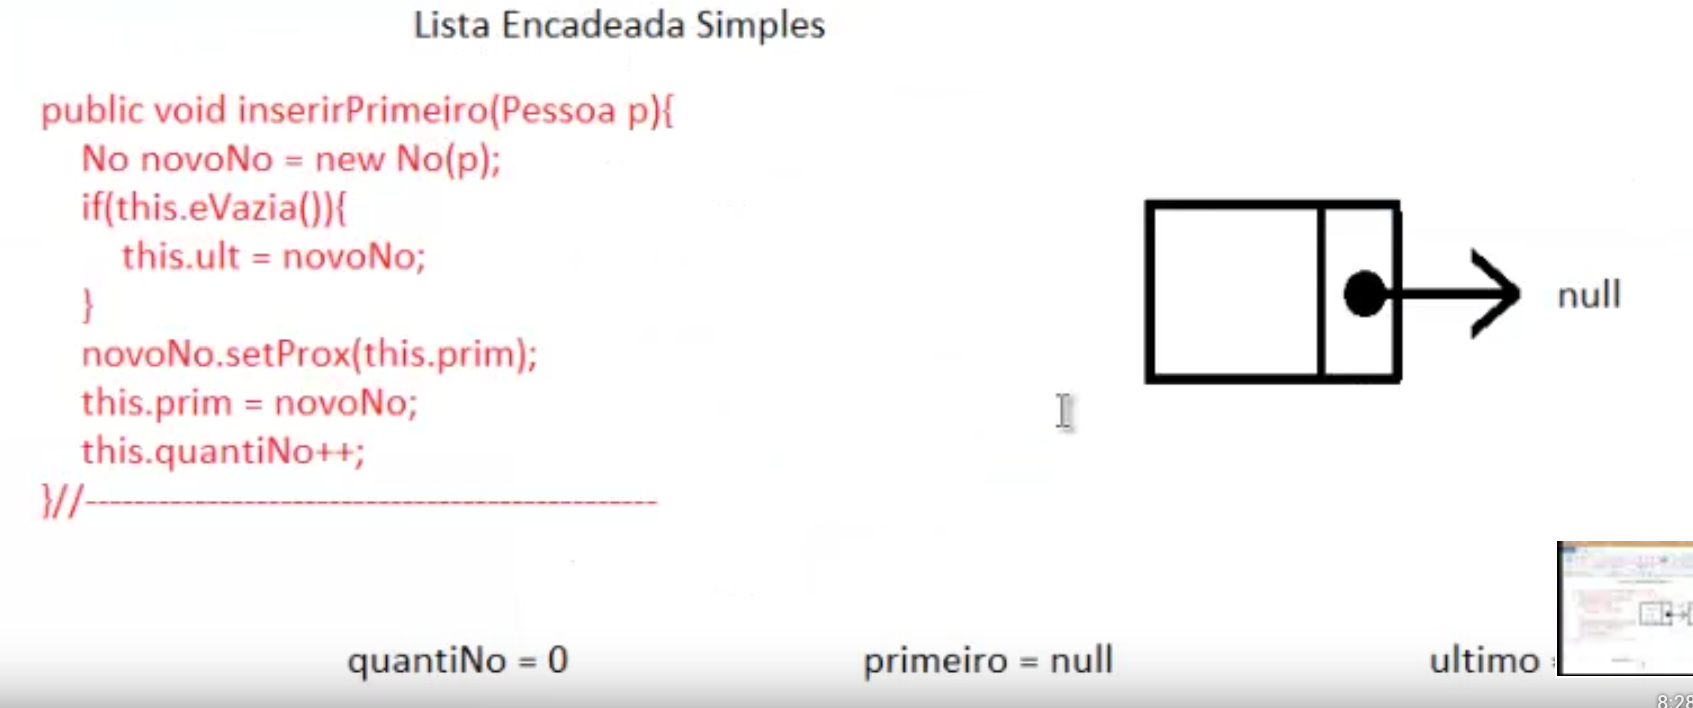 Lista Encadeada Simples
public void inserirPrimeiro(Pessoa p){
No novoNo = new No(p);
if(this.eVazia()){
this.ult = novoNo;
}
novoNo.setProx(this.prim);
this.prim = novoNo;
this.quantiNo++;
}//------------------------------------------------
null
quantiNo = 0
primeiro = null
ultimo
8:28